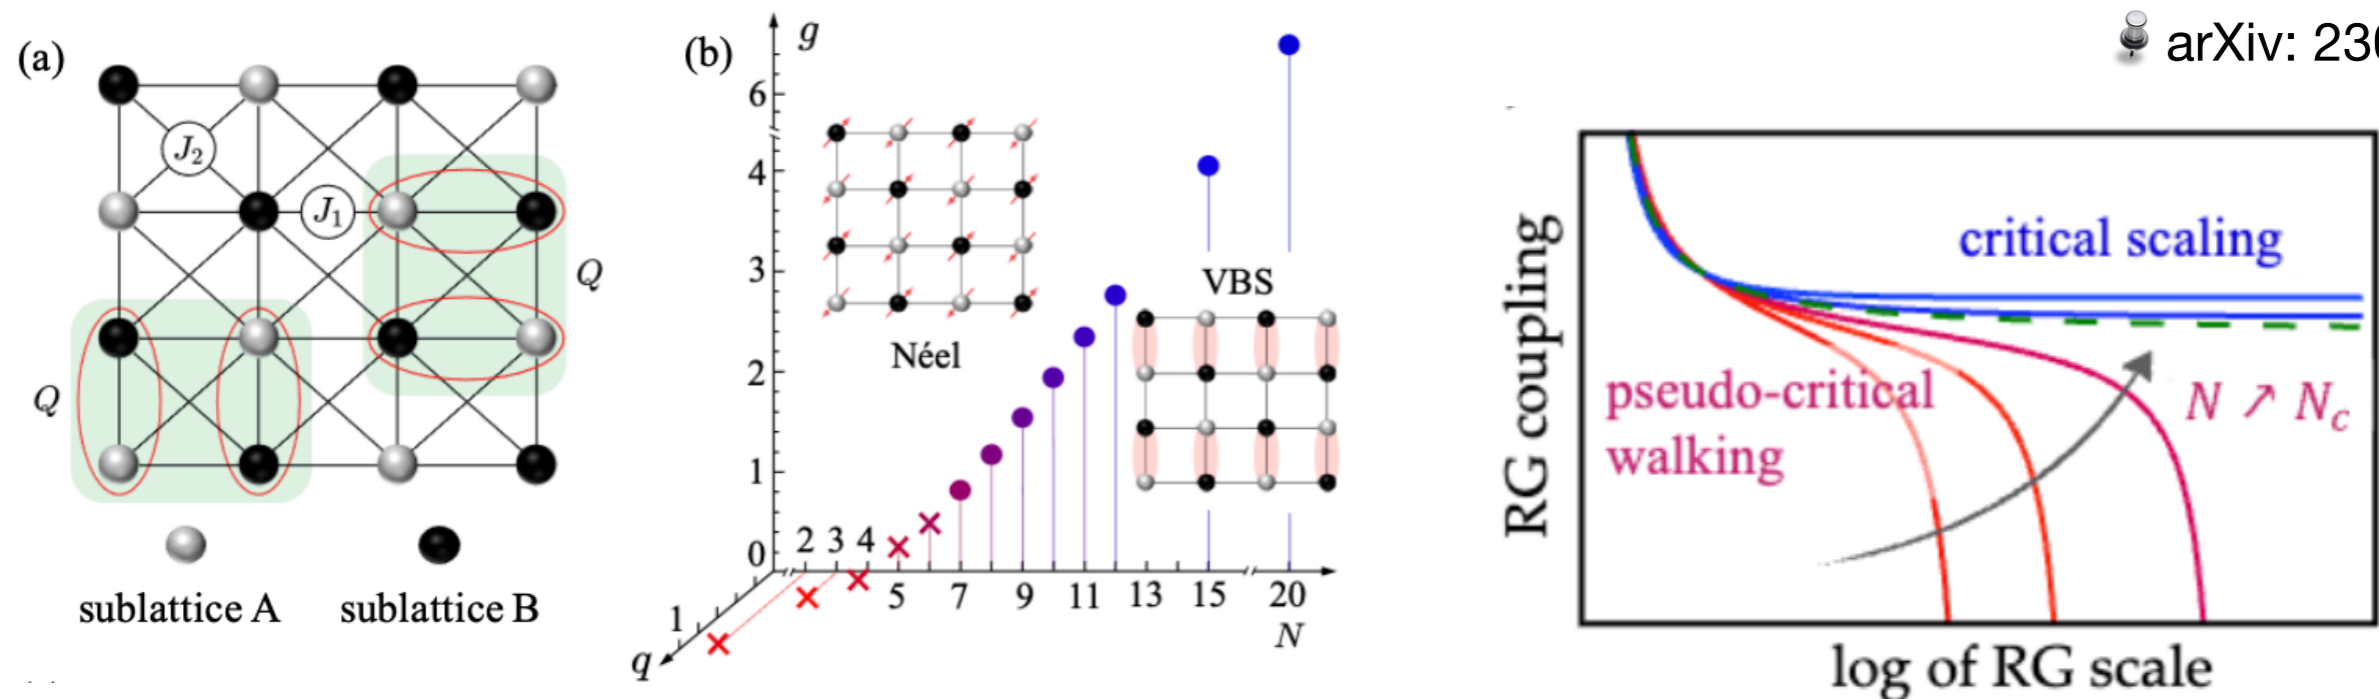 (a)
J2
J1
Q
Q
sublattice A
sublattice B
(b)
g
6
4
3
2
1
0
2 3 4
5 7 9 11 13 15 20
N
1
q
Néel
VBS
arXiv: 230
RG coupling
critical scaling
pseudo-critical
walking
N ↗ Nc
log of RG scale